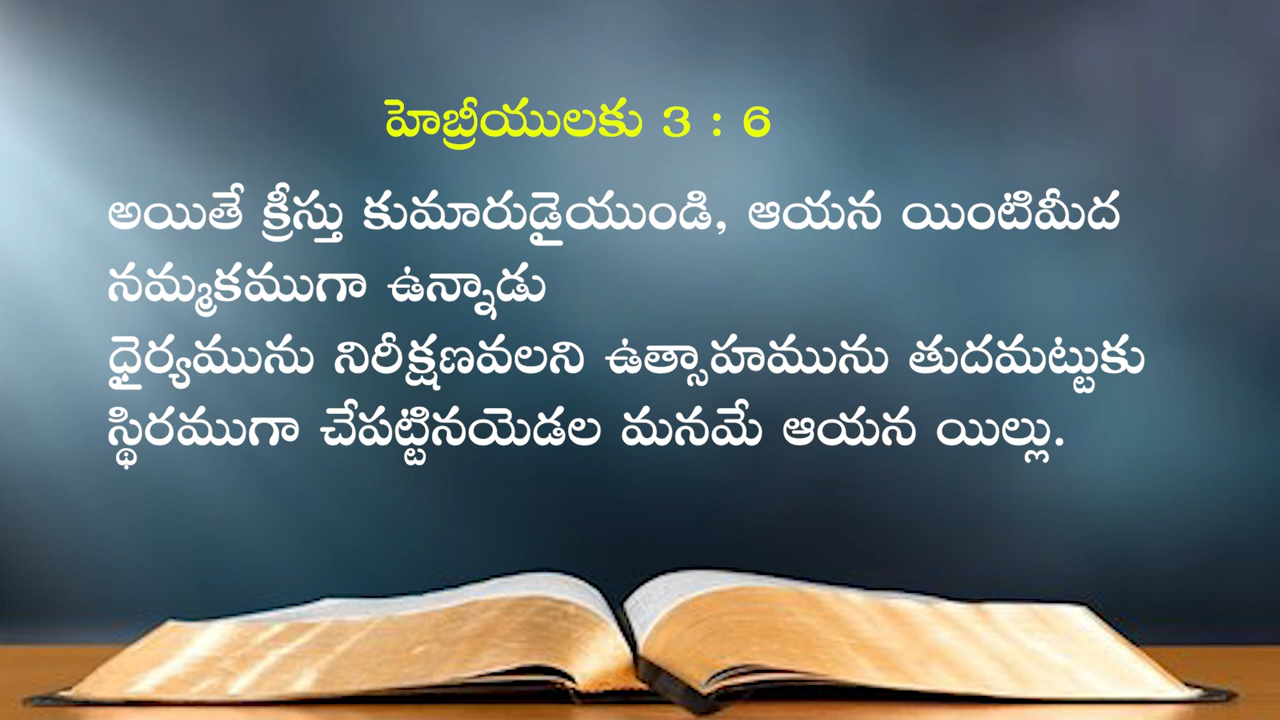 హెబ్రీయులకు 3 : 6
అయితే క్రీస్తు కుమారుడైయుండి, ఆయన యింటిమీద
నమ్మకముగా ఉన్నాడు
ధైర్యమును నిరీక్షణవలని ఉత్సాహమును తుదమట్టుకు
స్థిరముగా చేపట్టినయెడల మనమే ఆయన యిల్లు.